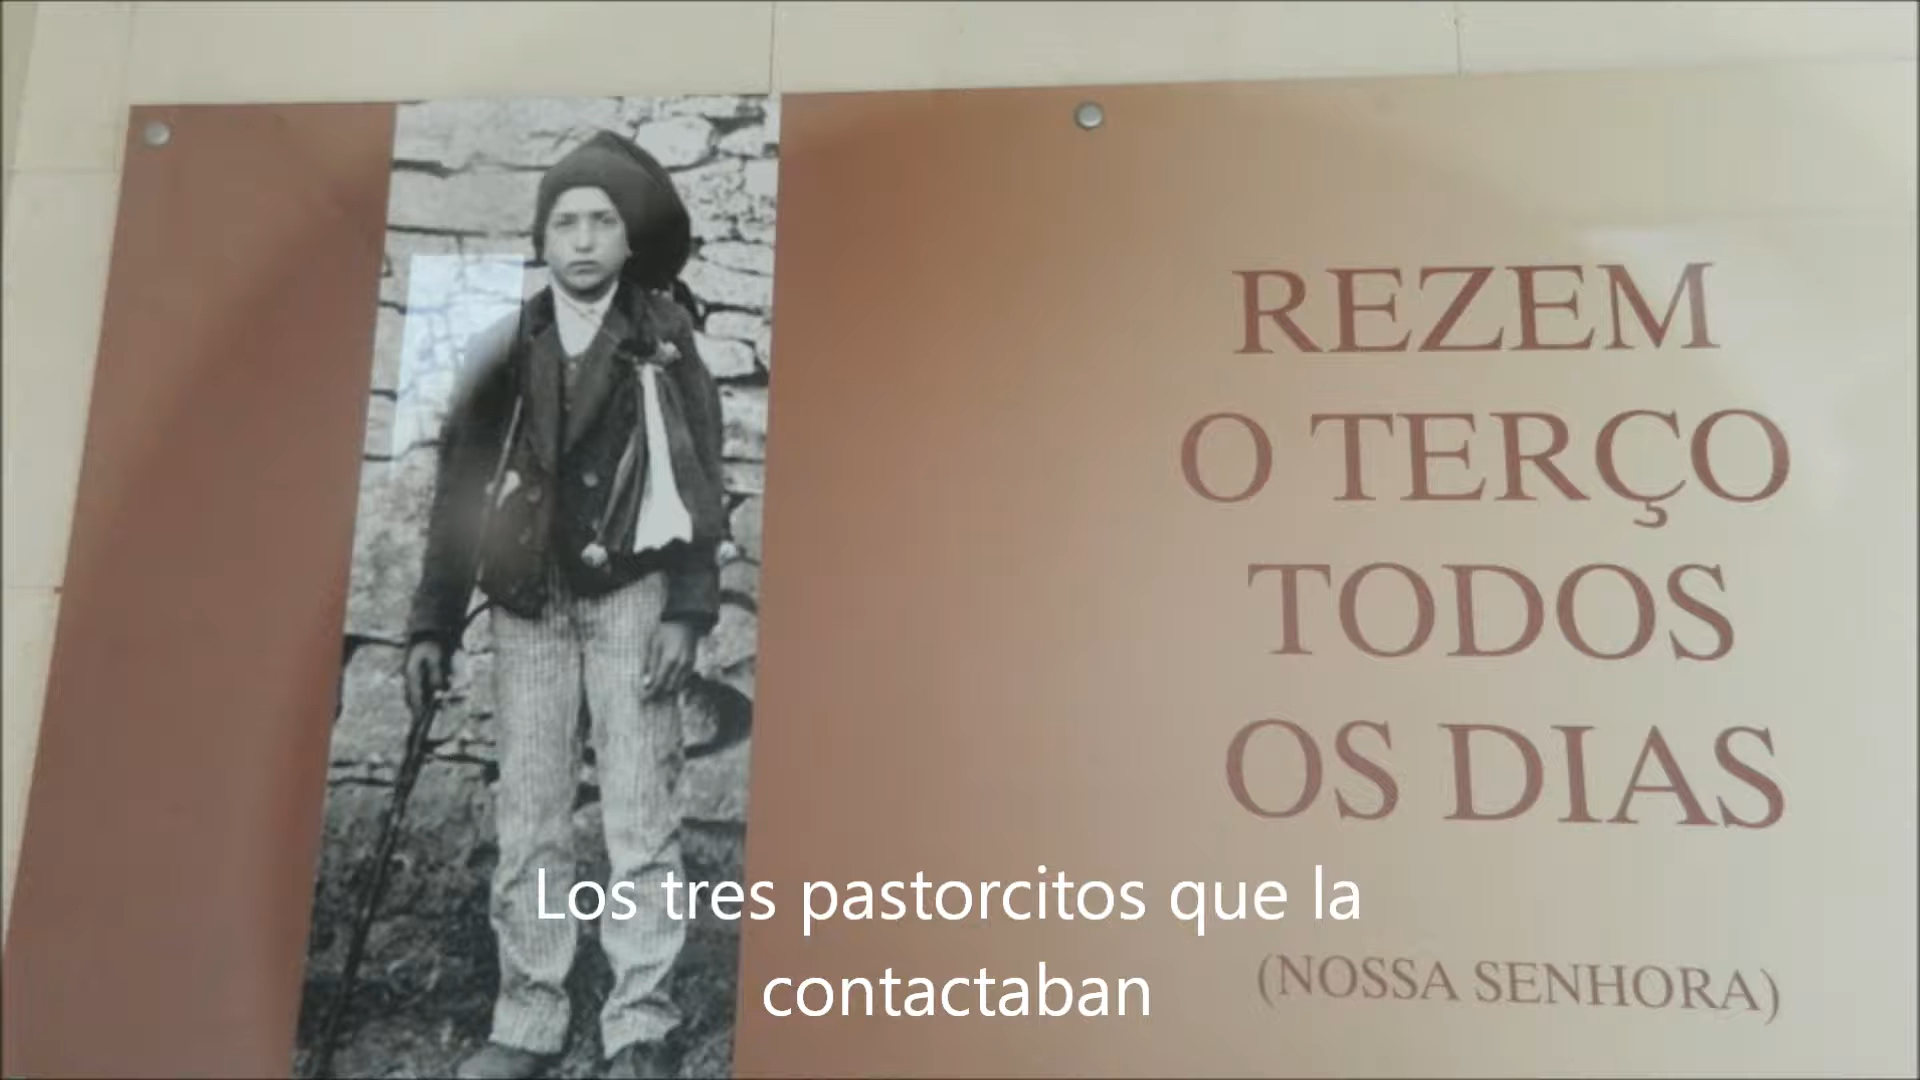 REZEM
O TERÇO
TODOS
OS DIAS
(NOSSA SENHORA)
Los tres pastorcitos que la
contactaban